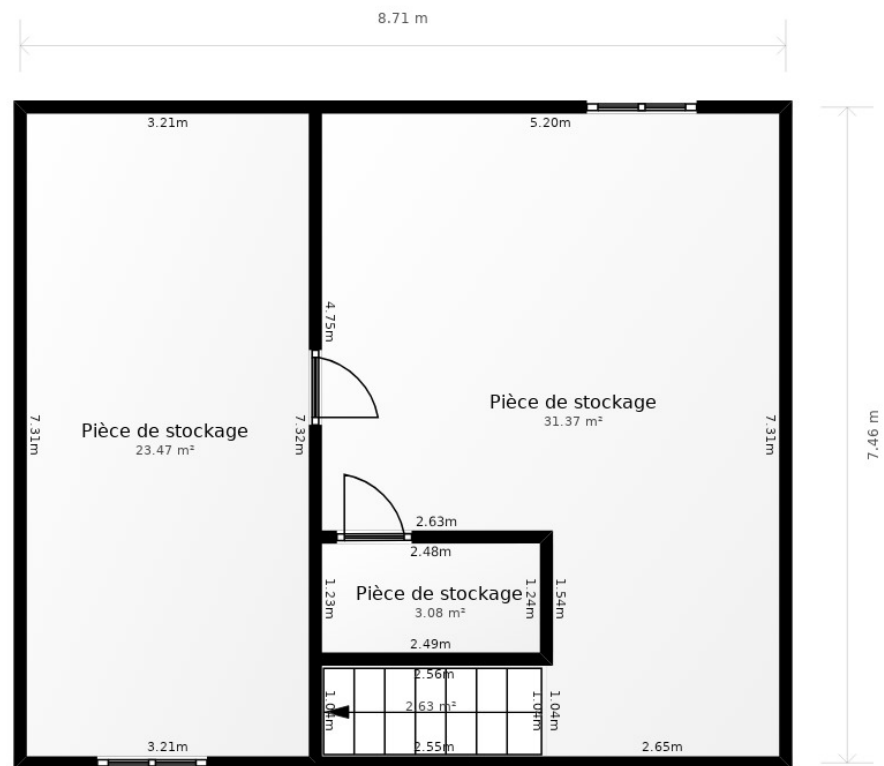 8.71 m
3.21m
5.20m
4.75m
7.46 m
Pièce de stockage
31.37 m²
7.31m
Pièce de stockage
23.47 m²
7.32m
7.31m
2.63m
2.48m
1.23m
Pièce de stockage
3.08 m²
1.24m
1.54m
2.49m
2.56m
1.04m
2.63 m²
1.04m
1.04m
3.21m
2.55m
2.65m